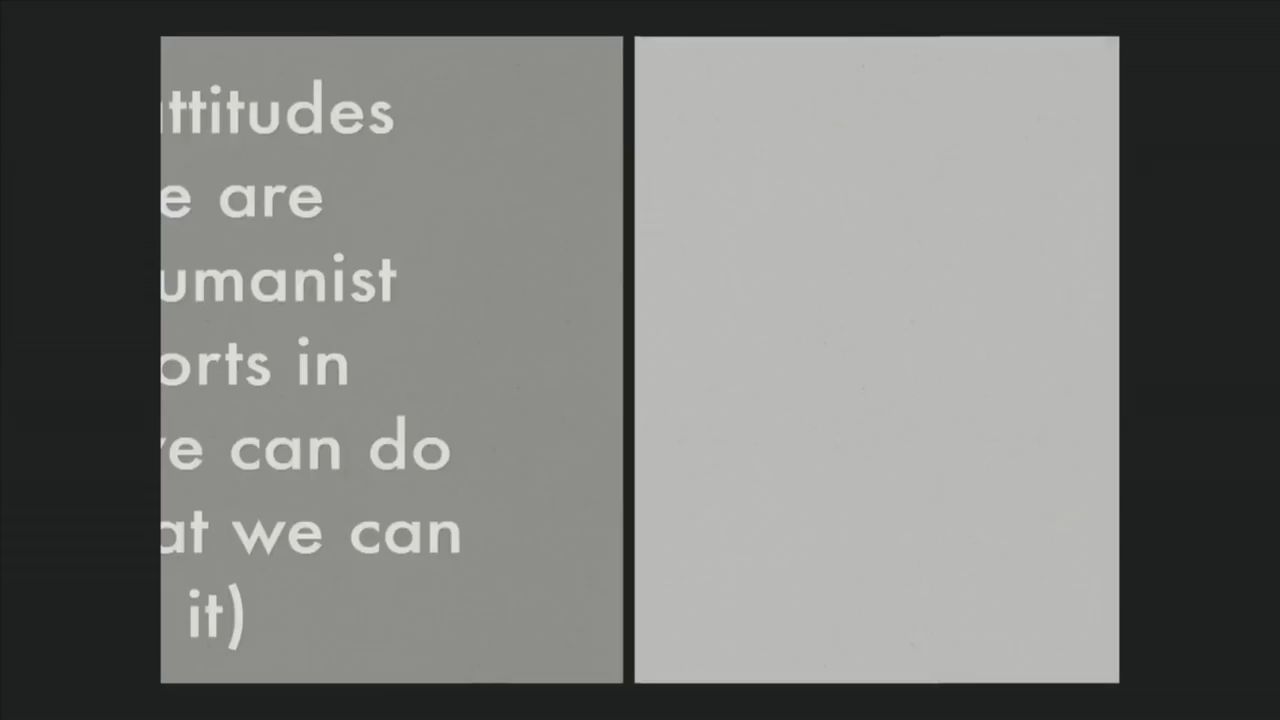 ttitudes
e are
umanist
orts in
e can do
at we can
it)